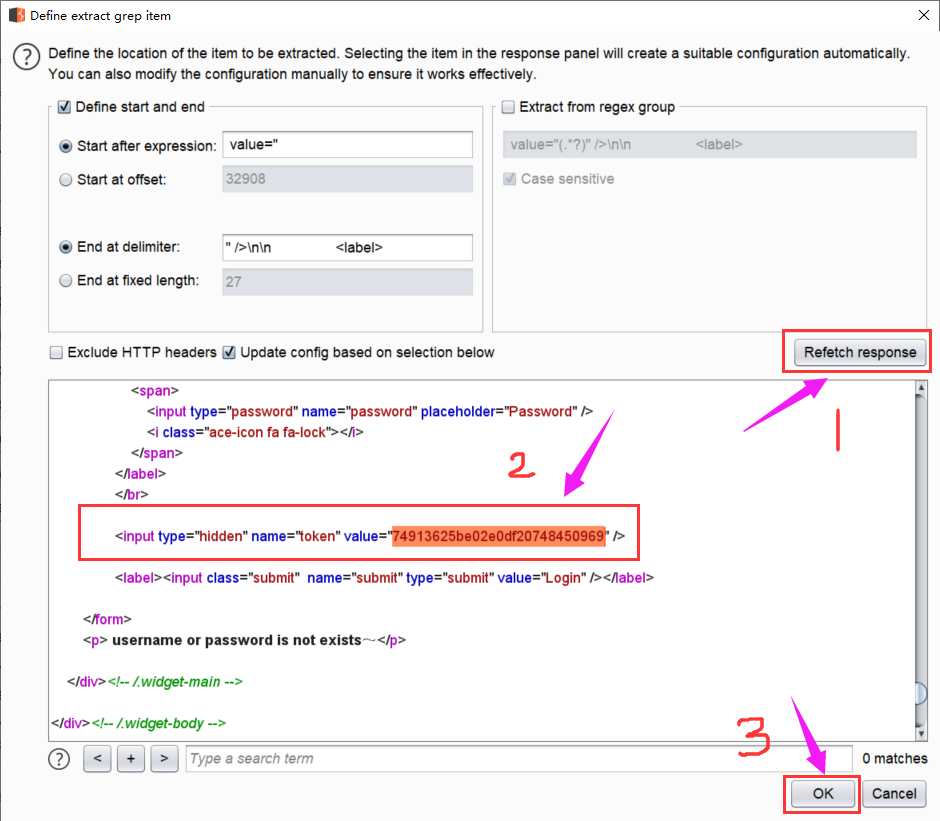 Define extract grep item
Define the location of the item to be extracted. Selecting the item in the response panel will create a suitable configuration automatically.
You can also modify the configuration manually to ensure it works effectively.
Define start and end
Start after expression: value="
Start at offset: 32908
End at delimiter: " />\n\n <label>
End at fixed length: 27
Extract from regex group
value="(.*?)" />\n\n <label>
Case sensitive
Exclude HTTP headers Update config based on selection below
Refetch response
1
<span>
<input type="password" name="password" placeholder="Password" />
<i class="ace-icon fa fa-lock"></i>
</span>
</label>
</br>
2
<input type="hidden" name="token" value="74913625be02e0df20748450969" />
<label><input class="submit" name="submit" type="submit" value="Login" /></label>
</form>
<p> username or password is not exists~</p>
</div><!-- /.widget-main -->
</div><!-- /.widget-body -->
3
? < + > Type a search term 0 matches
OK Cancel